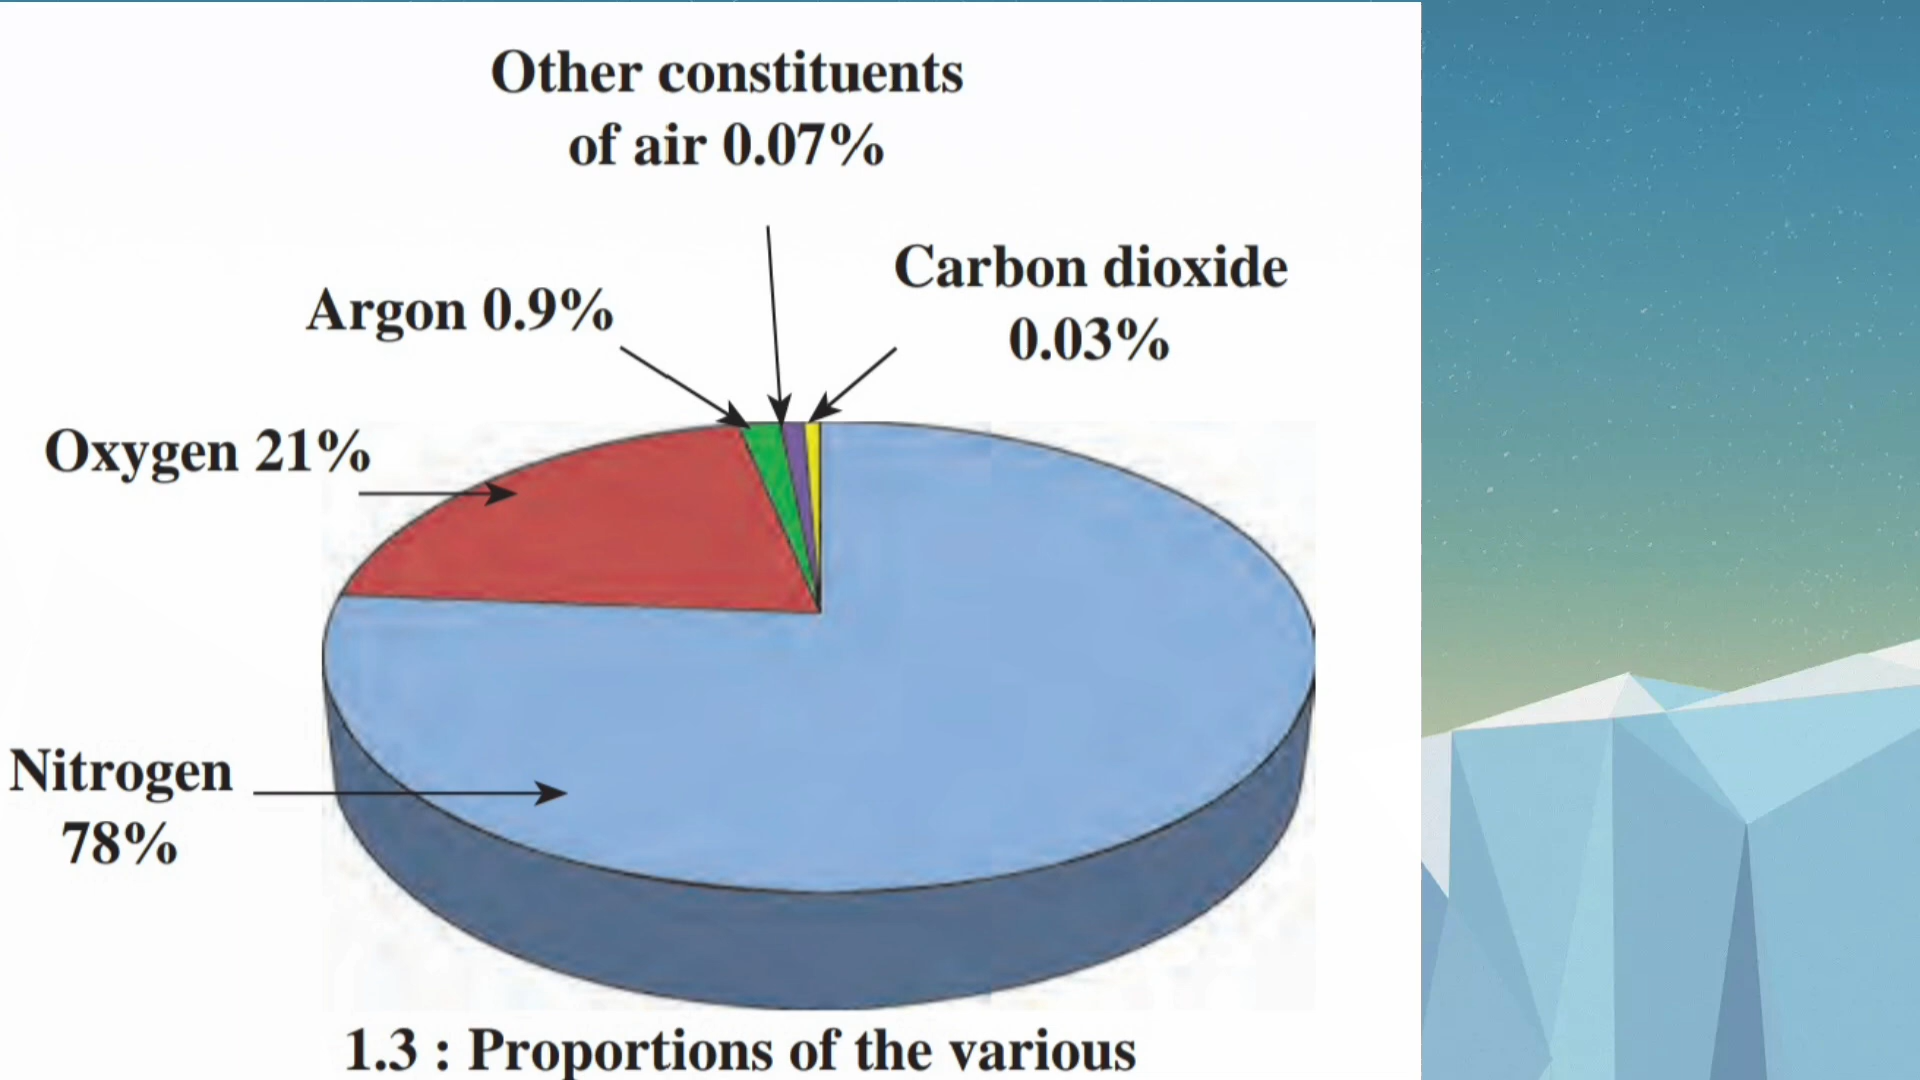 Other constituents
of air 0.07%
Carbon dioxide
0.03%
Argon 0.9%
Oxygen 21%
Nitrogen
78%
1.3 : Proportions of the various